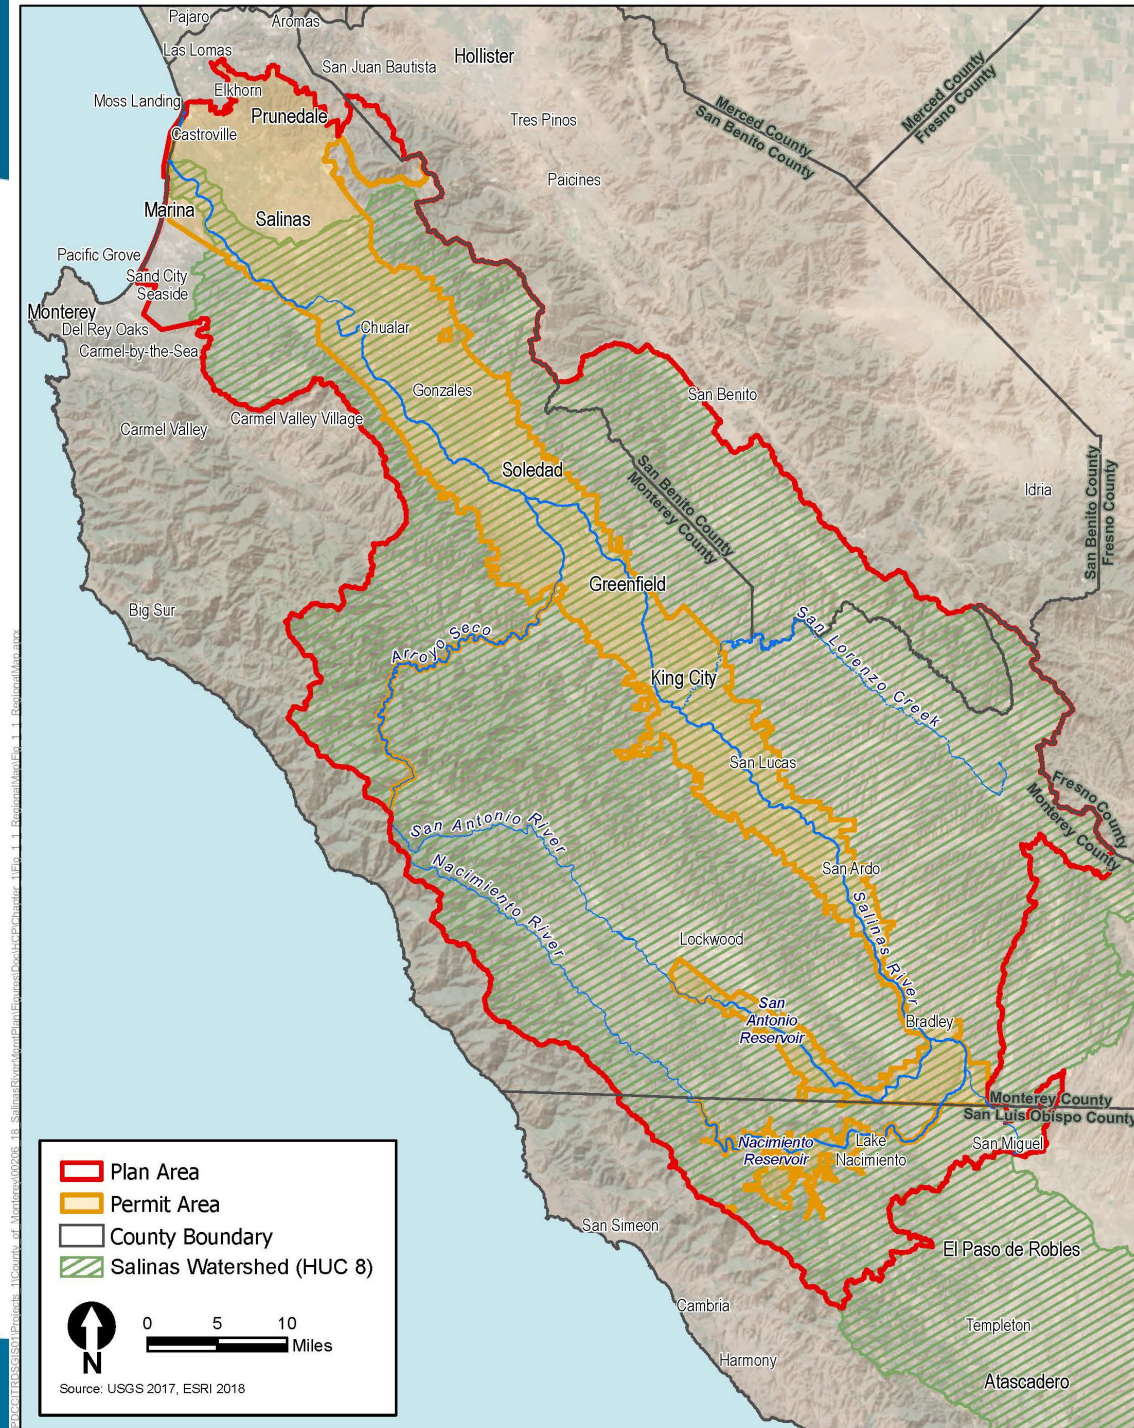 Pajaro
Aromas
Las Lomas
San Juan Bautista
Hollister
Merced County
San Benito County
Merced County
Fresno County
Elkhorn
Moss Landing
Prunedale
Castroville
Tres Pinos
Paicines
Marina
Salinas
Pacific Grove
Sand City
Seaside
Monterey
Del Rey Oaks
Carmel-by-the-Sea
Chualar
Gonzales
San Benito
Carmel Valley Village
Carmel Valley
Soledad
San Benito County
Monterey County
Idria
San Benito County
Fresno County
Greenfield
Big Sur
Arroyo Seco
San Lorenzo Creek
King City
San Lucas
Fresno County
Monterey County
San Antonio River
Nacimiento River
San Ardo
Salinas River
Lockwood
San
Antonio
Reservoir
Bradley
Monterey County
San Luis Obispo County
San Miguel
Nacimiento
Reservoir
Lake
Nacimiento
San Simeon
El Paso de Robles
Cambria
Templeton
Harmony
Atascadero
Plan Area
Permit Area
County Boundary
Salinas Watershed (HUC 8)
N
0 5 10
Miles
Source: USGS 2017, ESRI 2018